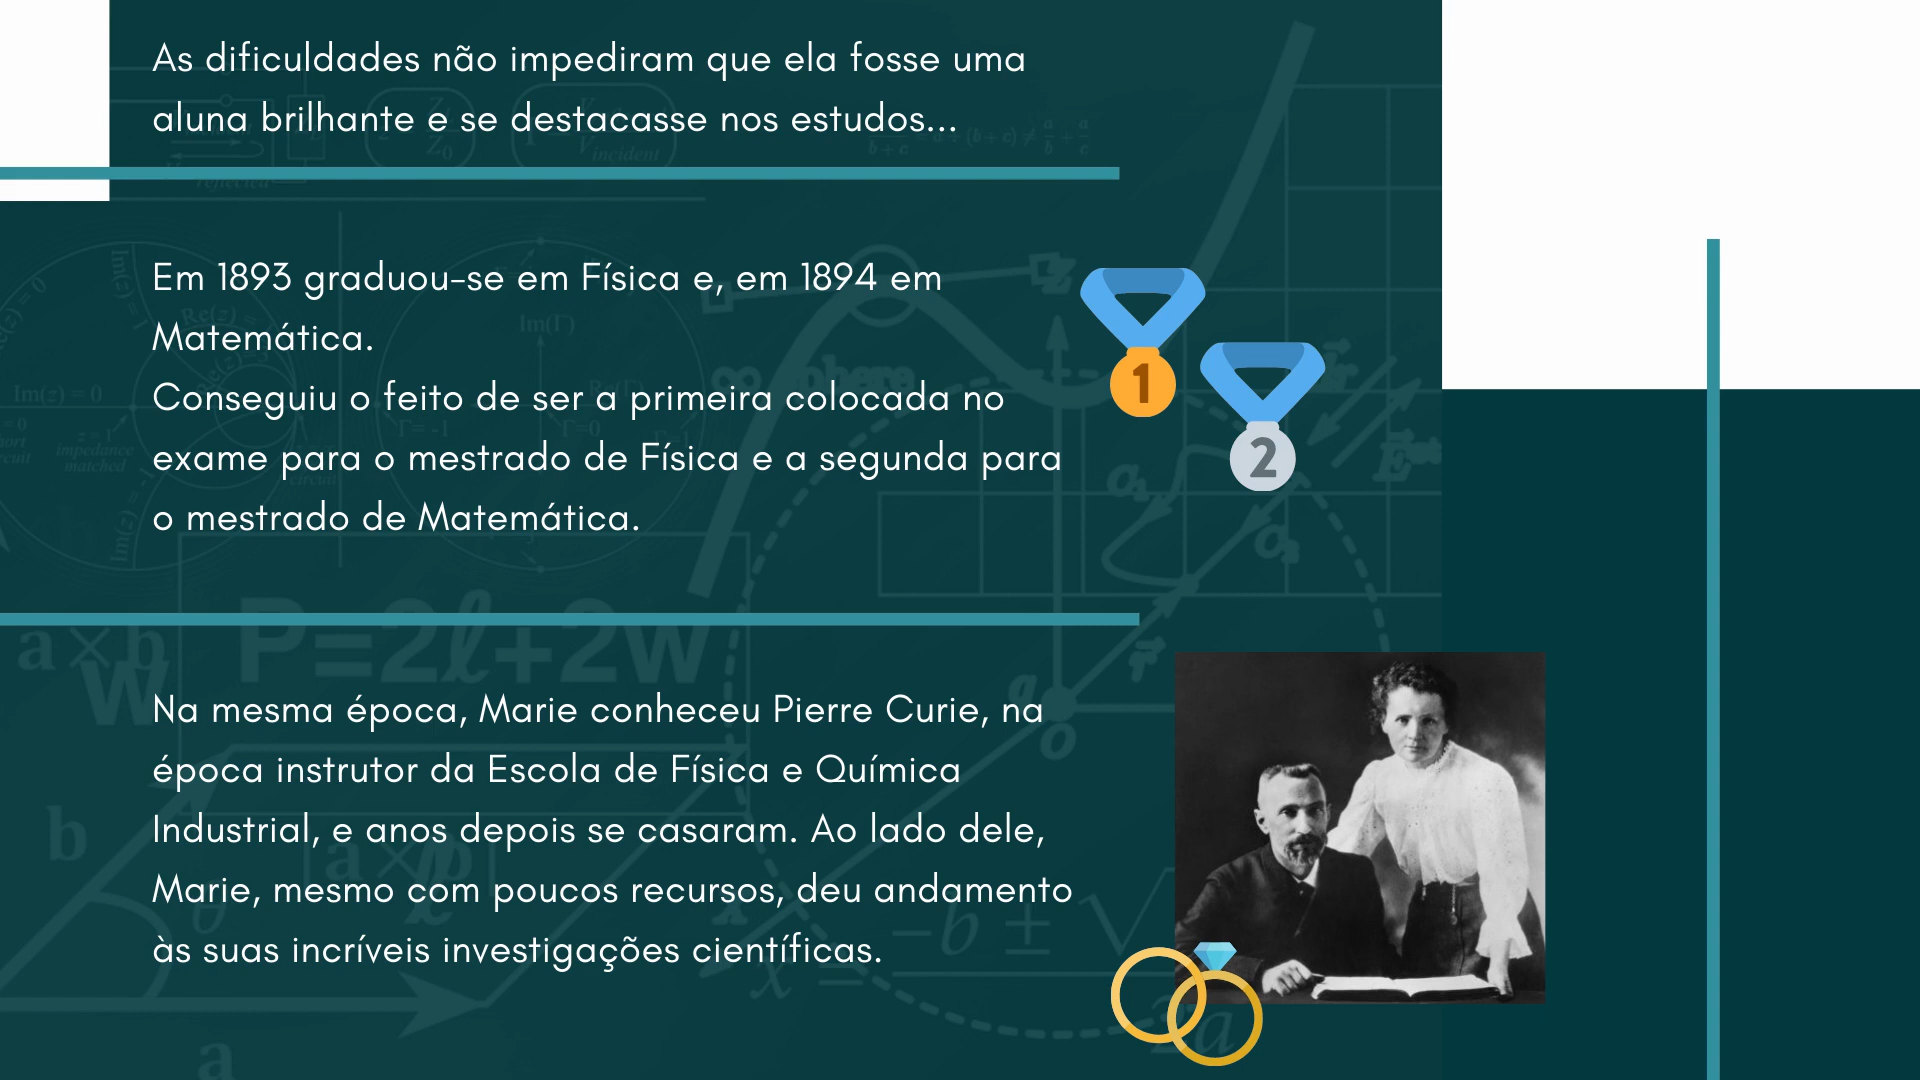 As dificuldades não impediram que ela fosse uma
aluna brilhante e se destacasse nos estudos...
Em 1893 graduou-se em Física e, em 1894 em
Matemática.
Conseguiu o feito de ser a primeira colocada no
exame para o mestrado de Física e a segunda para
o mestrado de Matemática.
1
2
Na mesma época, Marie conheceu Pierre Curie, na
época instrutor da Escola de Física e Química
Industrial, e anos depois se casaram. Ao lado dele,
Marie, mesmo com poucos recursos, deu andamento
às suas incríveis investigações científicas.
P=2ℓ+2w
a×b
w
b
a